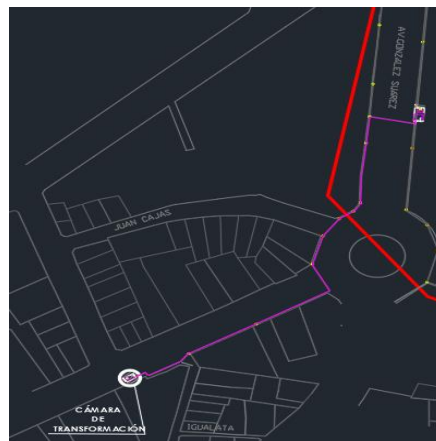 AV.GONZALEZ SUAREZ
JUAN CAJAS
CÁMARA
DE
TRANSFORMACIÓN
IGUALATA